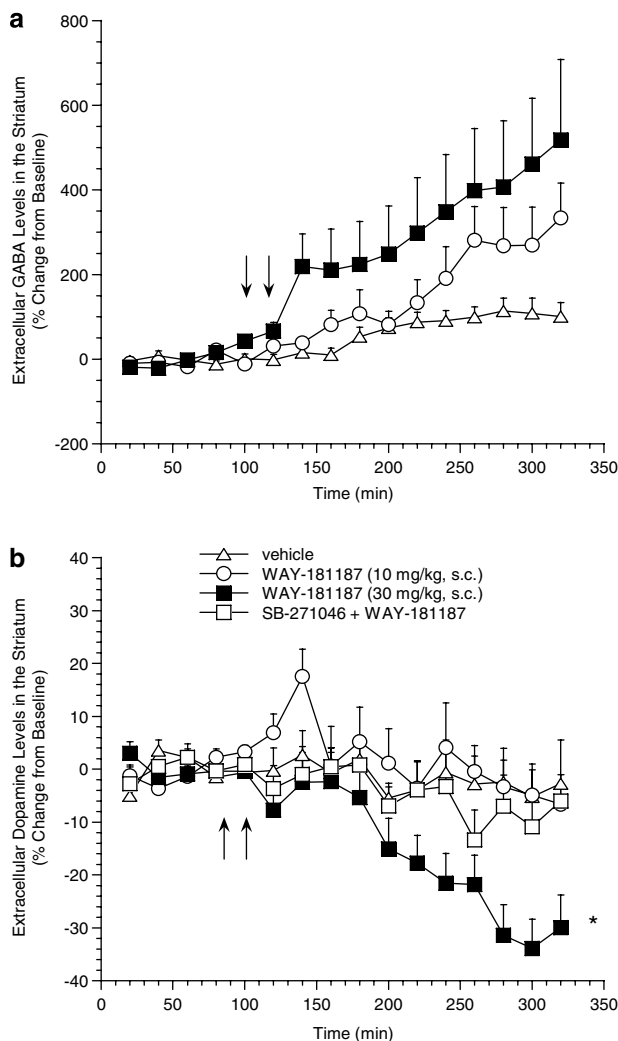 a
Extracellular GABA Levels in the Striatum
(% Change from Baseline)
800
600
400
200
0
-200
0 50 100 150 200 250 300 350
Time (min)
b
Extracellular Dopamine Levels in the Striatum
(% Change from Baseline)
40
30
20
10
0
-10
-20
-30
-40
vehicle
WAY-181187 (10 mg/kg, s.c.)
WAY-181187 (30 mg/kg, s.c.)
SB-271046 + WAY-181187
*
0 50 100 150 200 250 300 350
Time (min)